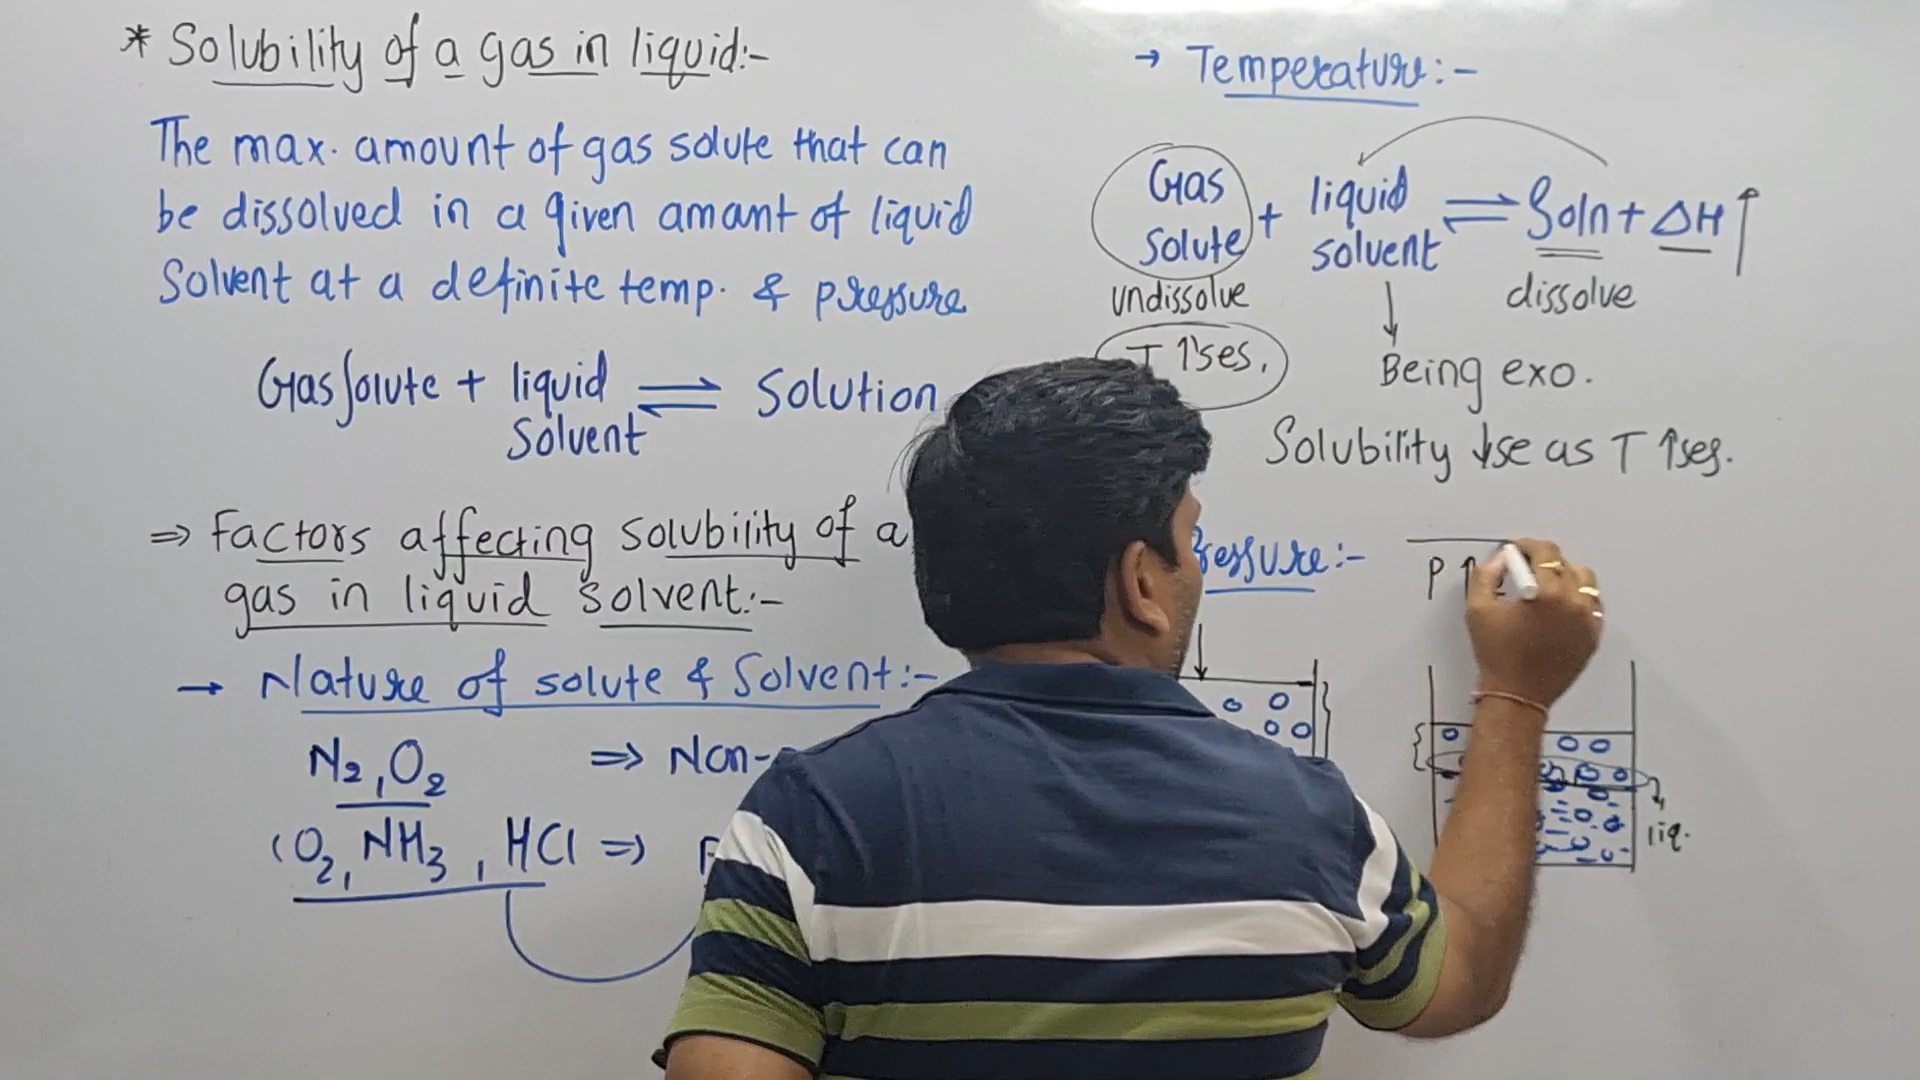 * Solubility of a gas in liquid:-
The max. amount of gas solute that can
be dissolved in a given amant of liquid
Solvent at a definite temp. & pressure
Gas solute + liquid Solvent ⇌ Solution
⇒ Factors affecting solubility of a
gas in liquid solvent:-
→ Nature of solute & Solvent:-
N2, O2 ⇒ Non-
CO2, NH3, HCl ⇒
→ Temperature:-
Gas solute + liquid solvent ⇌ Soln + ΔH ↑
undissolve dissolve
T ↑ses. Being exo.
Solubility ↓se as T ↑ses.
Pressure:-
P ↑
liq.